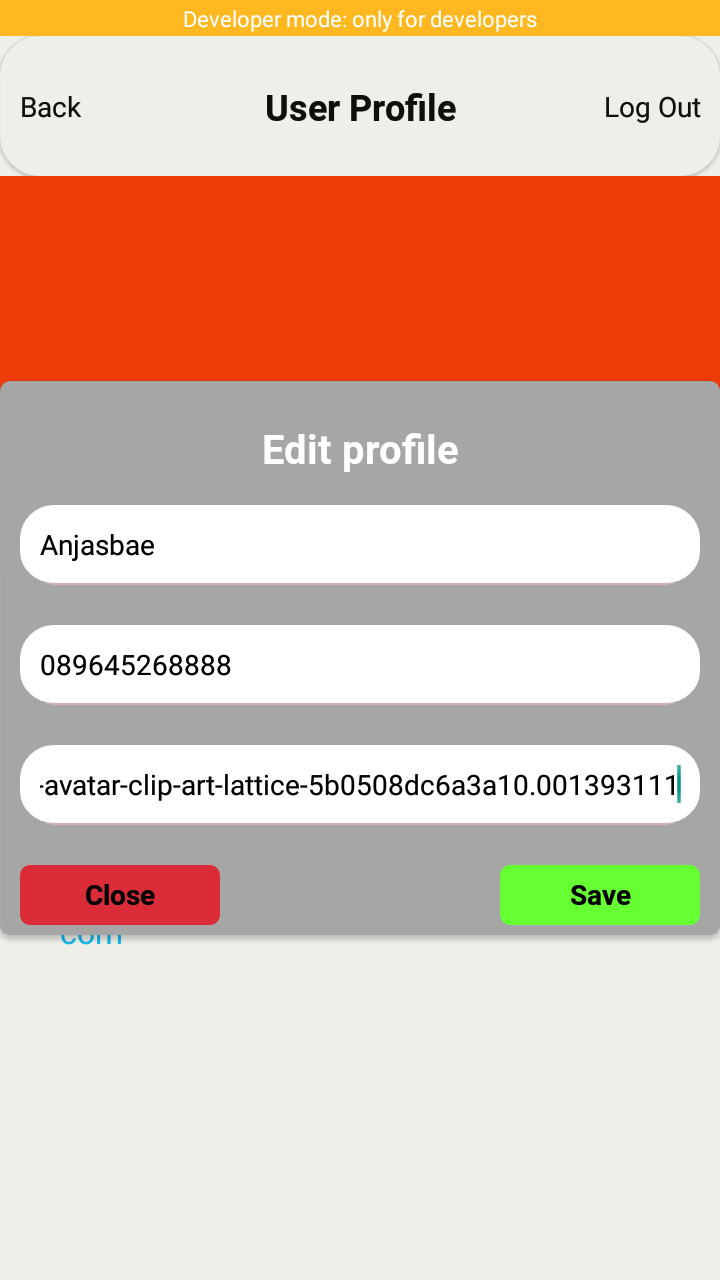 Developer mode: only for developers
Back
User Profile
Log Out
Edit profile
Anjasbae
089645268888
-avatar-clip-art-lattice-5b0508dc6a3a10.001393111
Close
Save
com